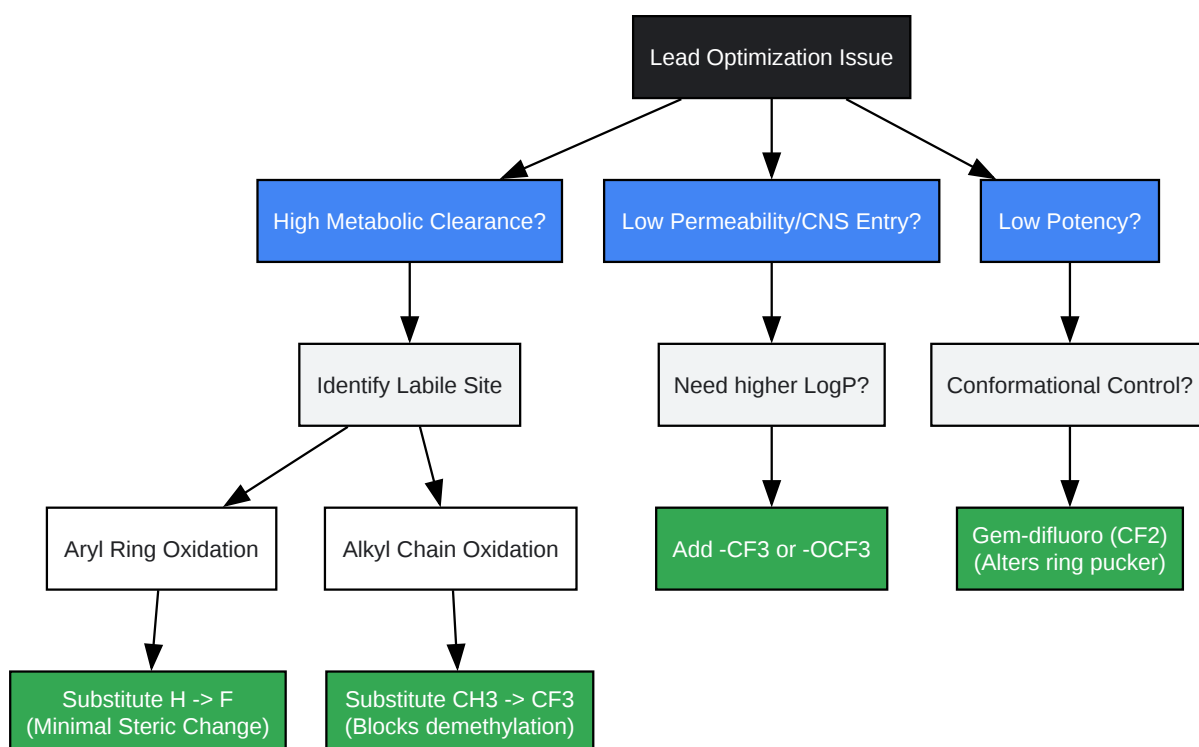 Lead Optimization Issue
High Metabolic Clearance?
Low Permeability/CNS Entry?
Low Potency?
Identify Labile Site
Need higher LogP?
Conformational Control?
Aryl Ring Oxidation
Alkyl Chain Oxidation
Add -CF3 or -OCF3
Gem-difluoro (CF2)
(Alters ring pucker)
Substitute H -> F
(Minimal Steric Change)
Substitute CH3 -> CF3
(Blocks demethylation)